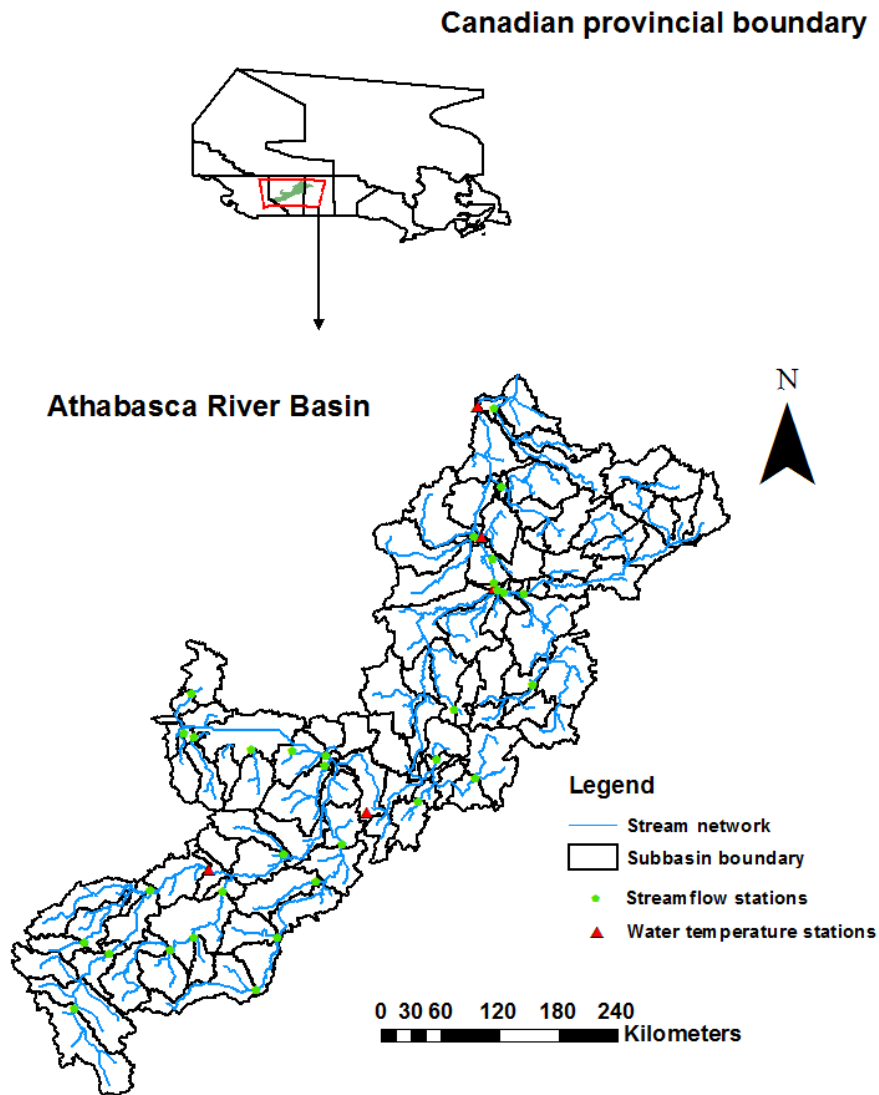 Canadian provincial boundary
Athabasca River Basin
N
Legend
Stream network
Subbasin boundary
Streamflow stations
Water temperature stations
0 30 60 120 180 240
Kilometers